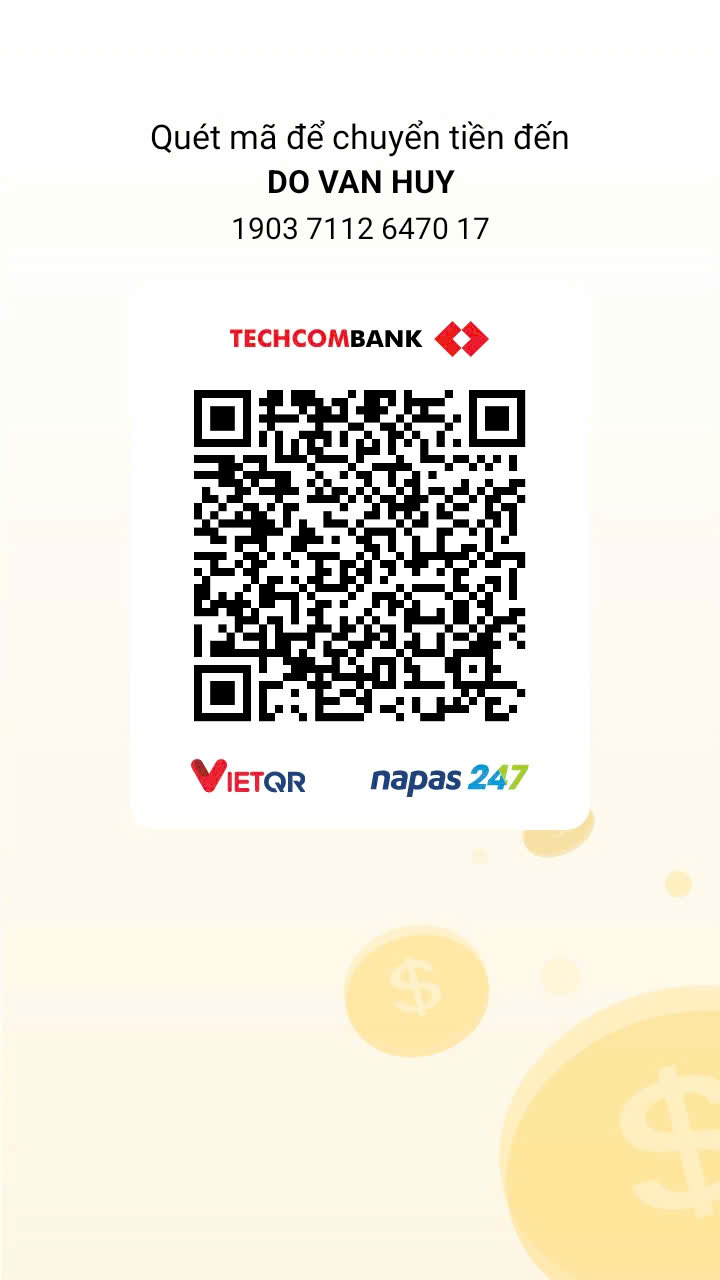 Quét mã để chuyển tiền đến
DO VAN HUY
1903 7112 6470 17
TECHCOMBANK
VIETQR
napas 247
$
$